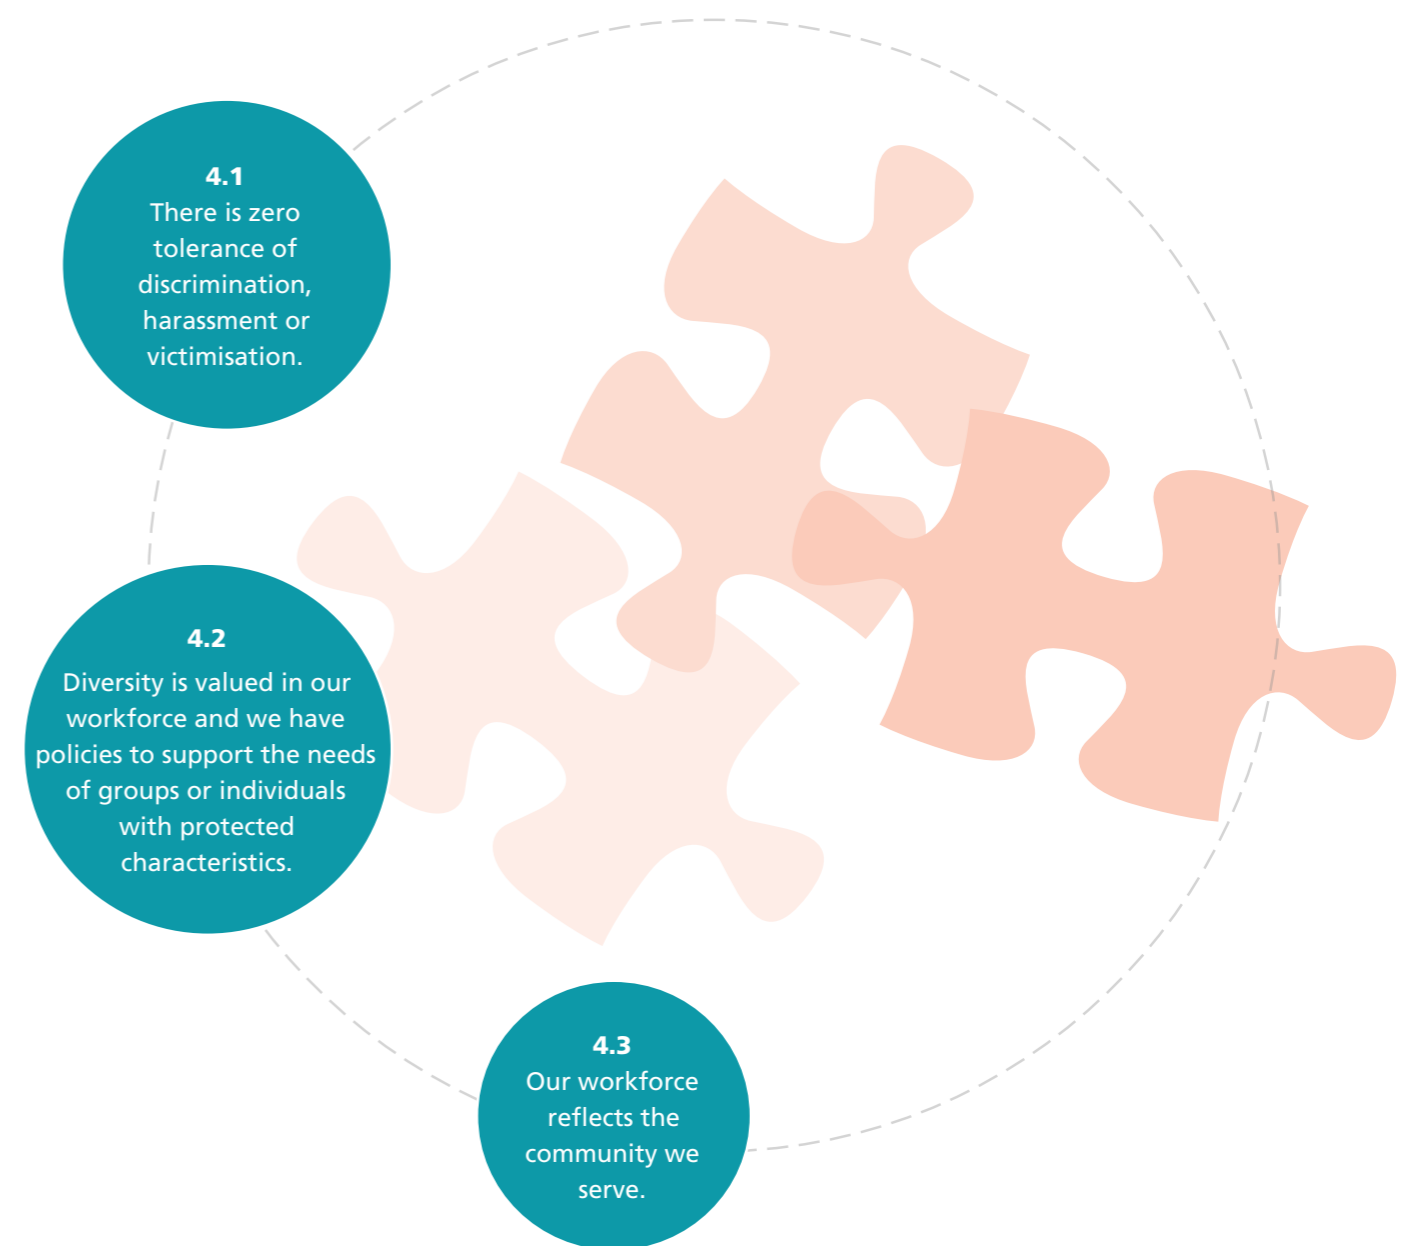 4.1
There is zero
tolerance of
discrimination,
harassment or
victimisation.
4.2
Diversity is valued in our
workforce and we have
policies to support the needs
of groups or individuals
with protected
characteristics.
4.3
Our workforce
reflects the
community we
serve.